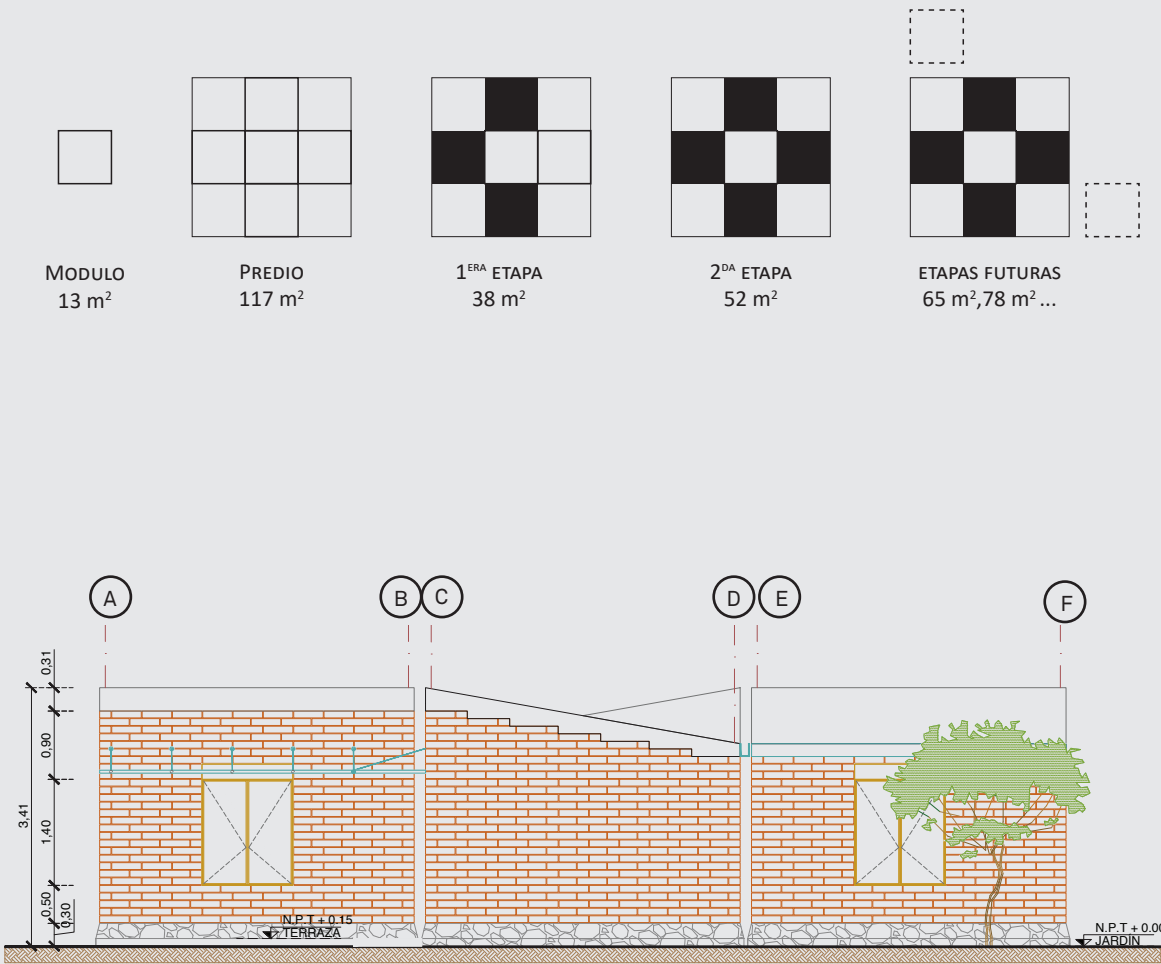 MODULO
13 m²
PREDIO
117 m²
1ERA ETAPA
38 m²
2DA ETAPA
52 m²
ETAPAS FUTURAS
65 m²,78 m² ...
A
B
C
D
E
F
0,31
0,90
3,41
1,40
0,50
0,30
N.P.T + 0.15
TERRAZA
N.P.T + 0.00
JARDÍN